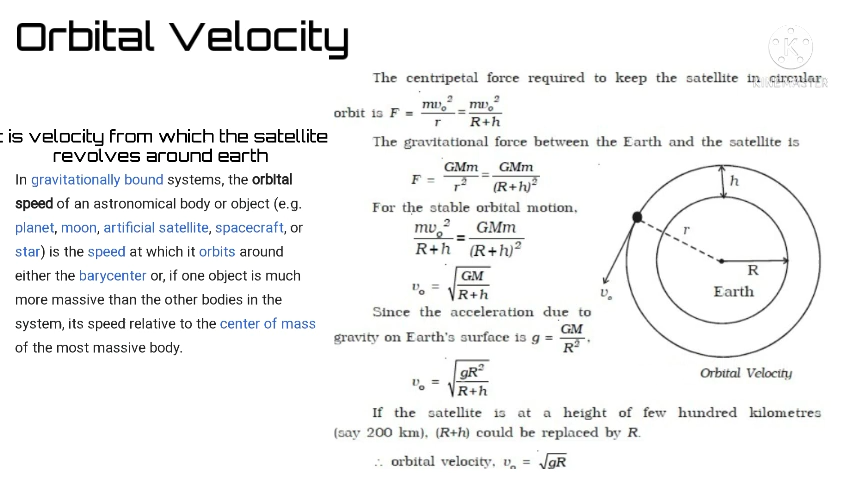 Orbital Velocity
KINEMASTER
t is velocity from which the satellite
revolves around earth
In gravitationally bound systems, the orbital
speed of an astronomical body or object (e.g.
planet, moon, artificial satellite, spacecraft, or
star) is the speed at which it orbits around
either the barycenter or, if one object is much
more massive than the other bodies in the
system, its speed relative to the center of mass
of the most massive body.
The centripetal force required to keep the satellite in circular
orbit is F = mvₒ²/r = mvₒ²/R+h
The gravitational force between the Earth and the satellite is
F = GMm/r² = GMm/(R+h)²
For the stable orbital motion,
mvₒ²/R+h = GMm/(R+h)²
vₒ = √GM/R+h
Since the acceleration due to
gravity on Earth's surface is g = GM/R²,
vₒ = √gR²/R+h
If the satellite is at a height of few hundred kilometres
(say 200 km), (R+h) could be replaced by R.
∴ orbital velocity, vₒ = √gR
h
r
R
Earth
vₒ
Orbital Velocity